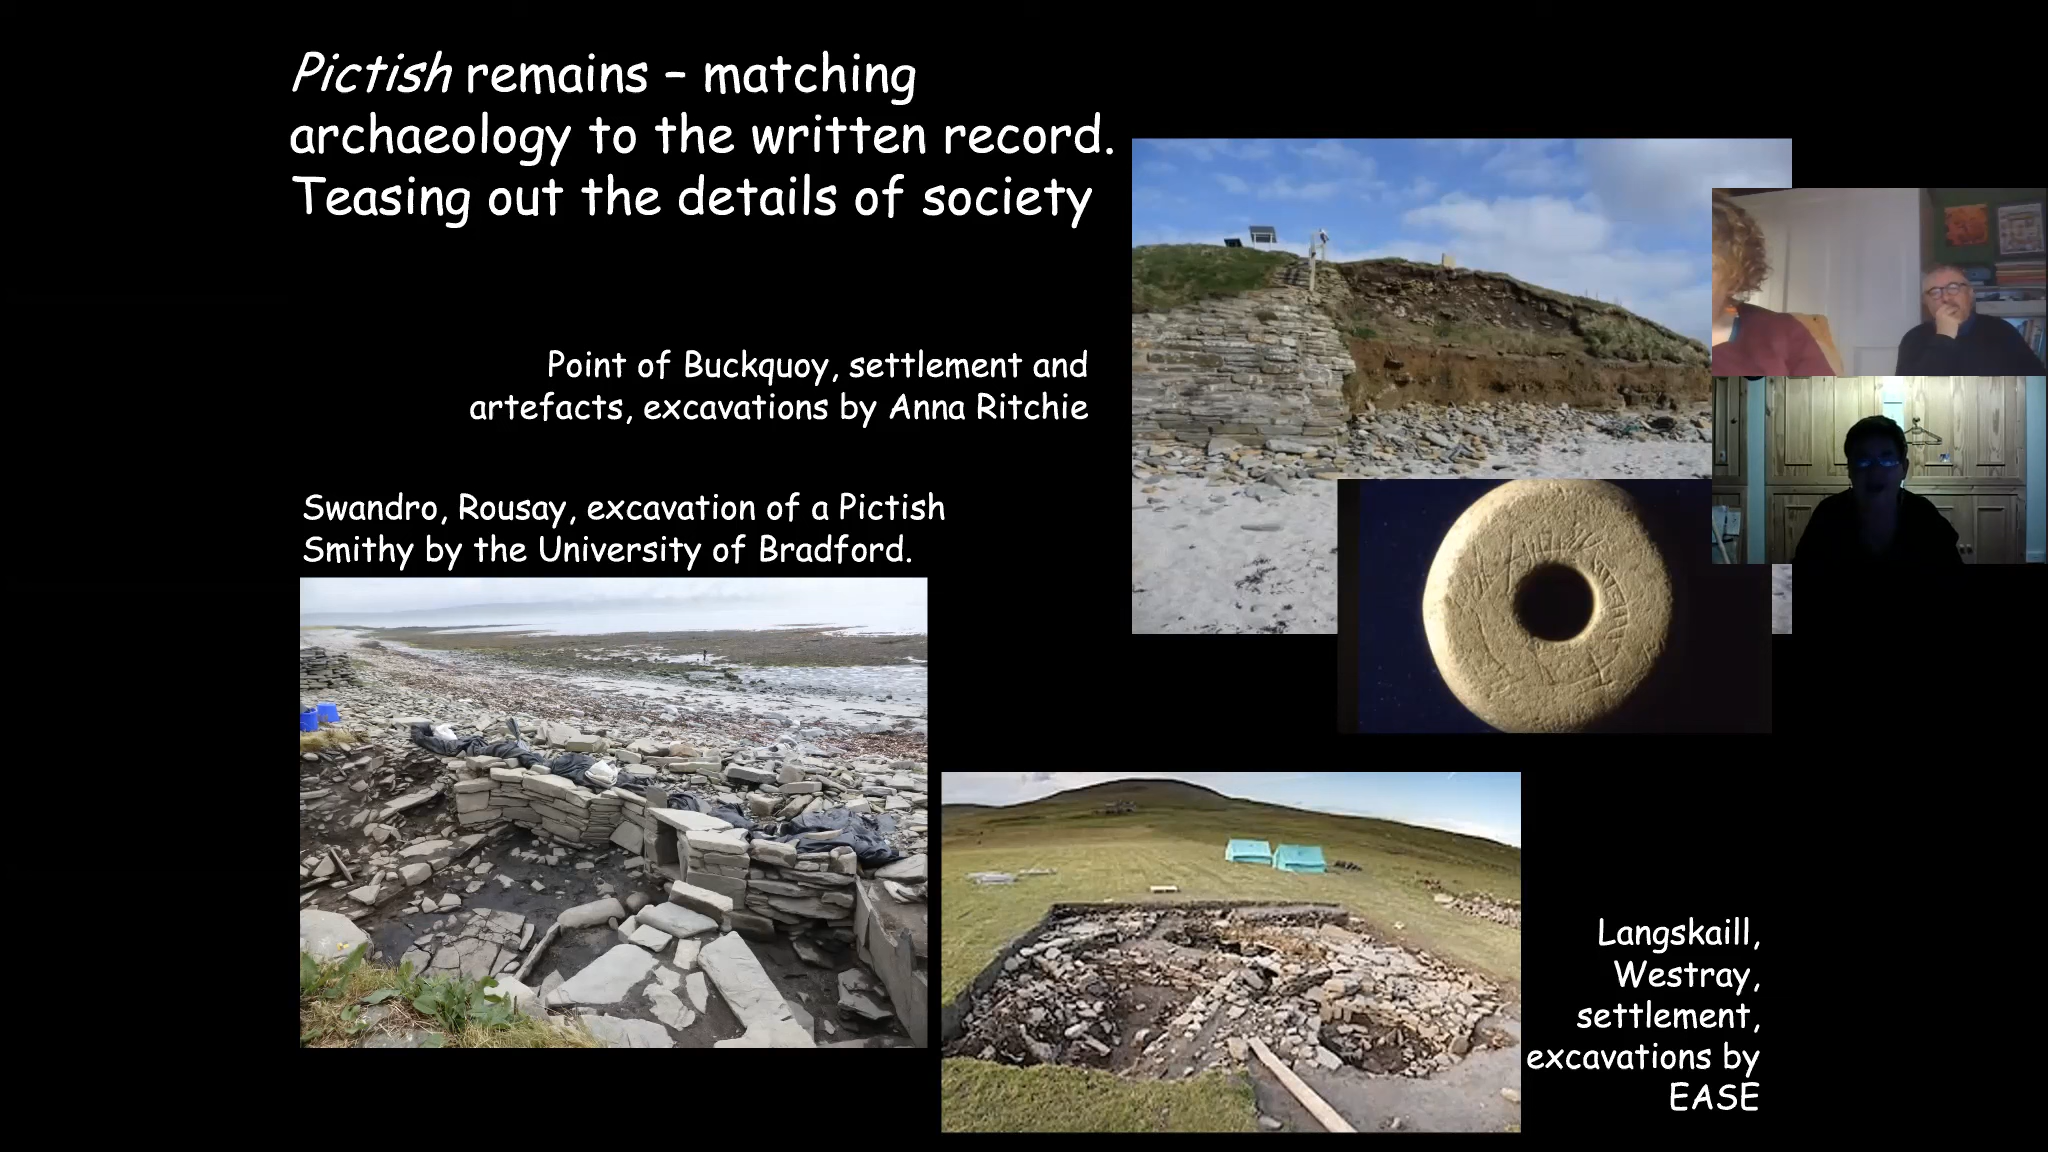 Pictish remains – matching
archaeology to the written record.
Teasing out the details of society
Point of Buckquoy, settlement and
artefacts, excavations by Anna Ritchie
Swandro, Rousay, excavation of a Pictish
Smithy by the University of Bradford.
Langskaill,
Westray,
settlement,
excavations by
EASE